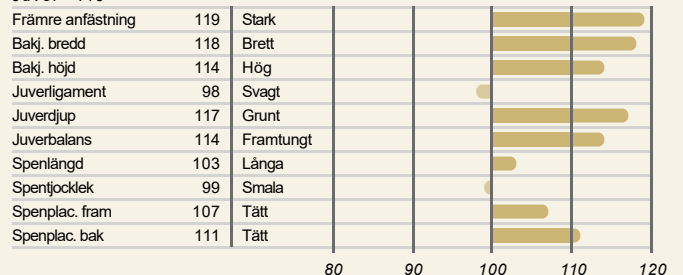 Främre anfästning 119 Stark
Bakj. bredd 118 Brett
Bakj. höjd 114 Hög
Juverligament 98 Svagt
Juverdjup 117 Grunt
Juverbalans 114 Framtungt
Spenlängd 103 Långa
Spentjocklek 99 Smala
Spenplac. fram 107 Tätt
Spenplac. bak 111 Tätt
80 90 100 110 120